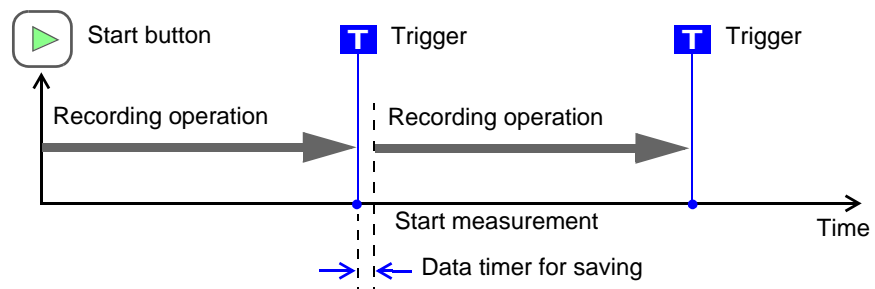 Start button
T Trigger
T Trigger
Recording operation
Recording operation
Start measurement
Time
Data timer for saving